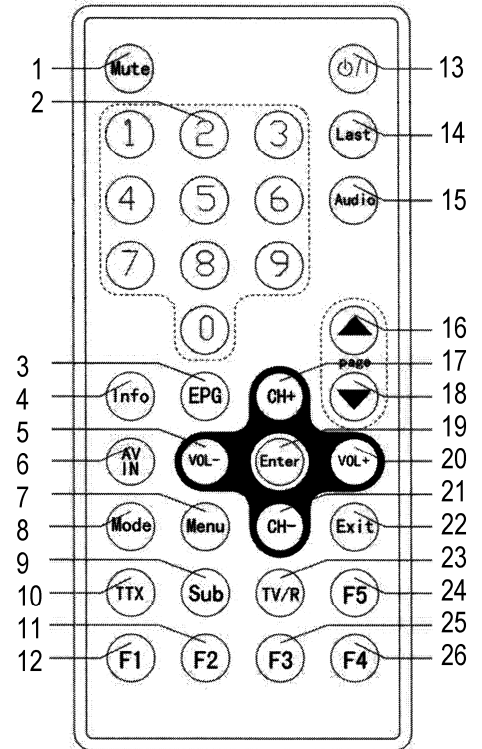 1 Mute ⏻/I 13
2
1 2 3 Last 14
4 5 6 Audio 15
7 8 9
0 16
page 17
3 18
4 Info EPG CH+
5 19
6 AV IN VOL- Enter VOL+ 20
7 21
8 Mode Menu CH- Exit 22
9 23
10 TTX Sub TV/R F5 24
11 25
12 F1 F2 F3 F4 26